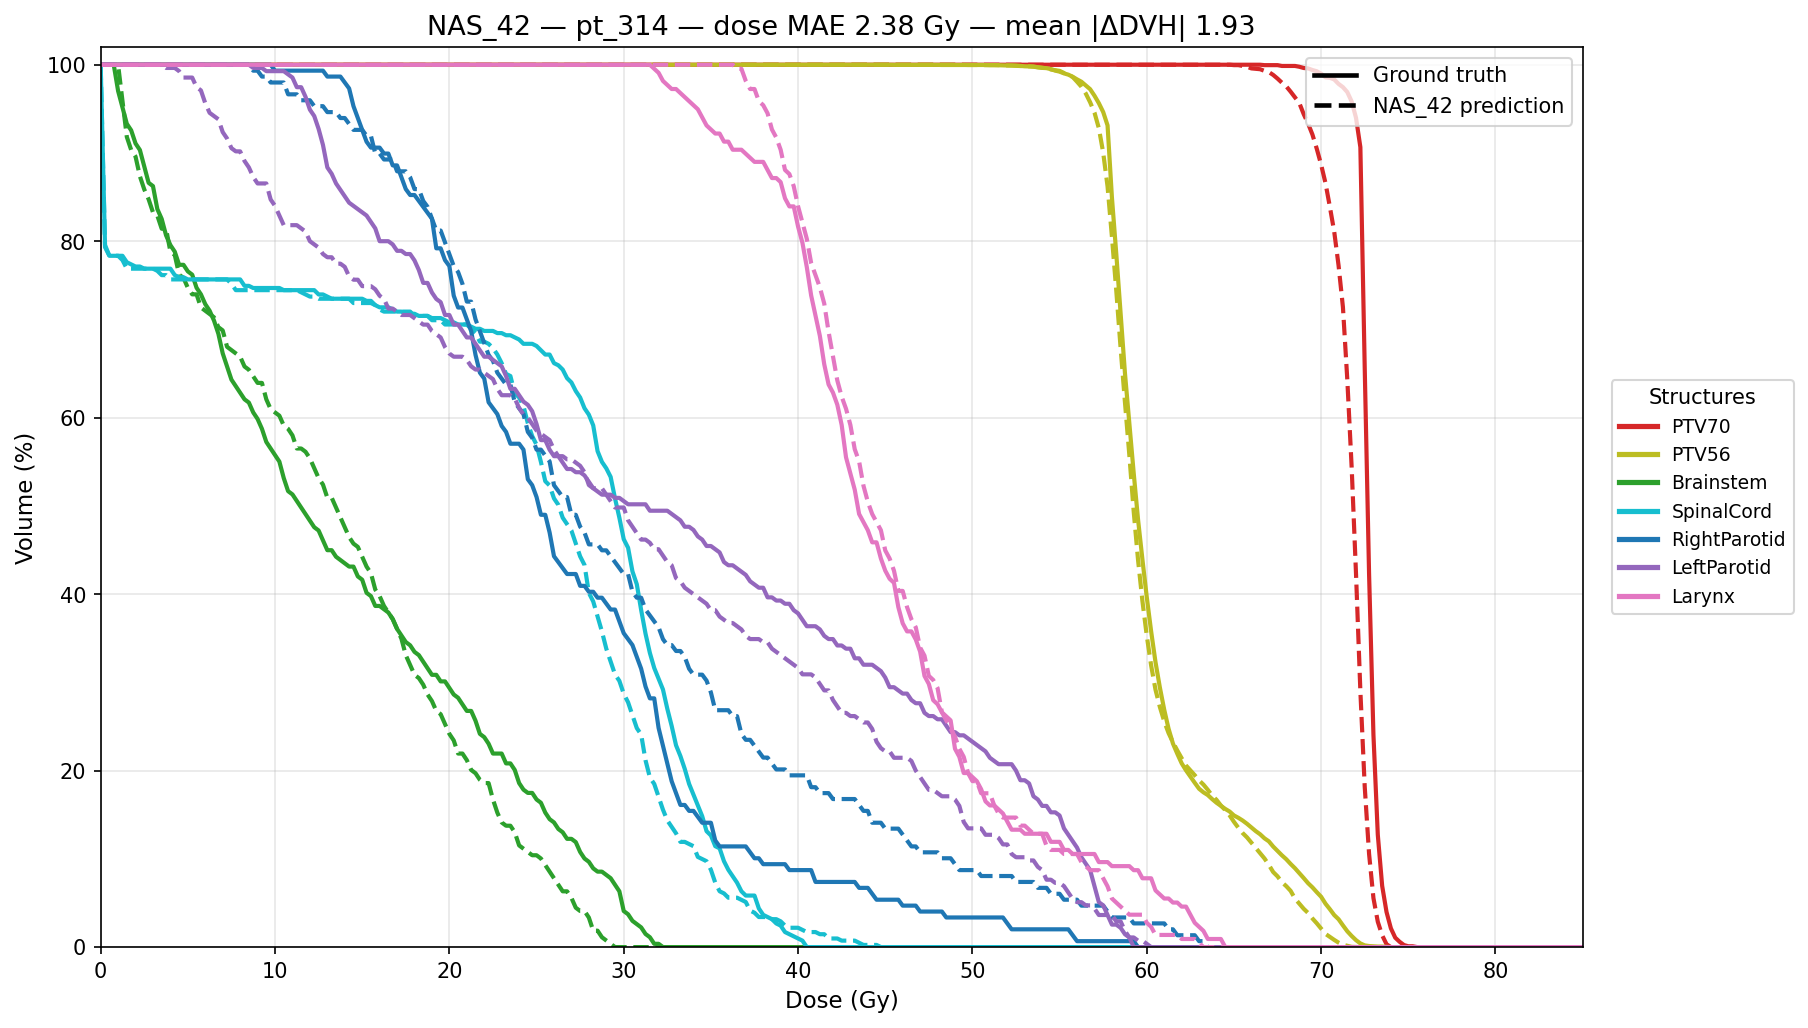 NAS_42 — pt_314 — dose MAE 2.38 Gy — mean |ΔDVH| 1.93
Ground truth
NAS_42 prediction
100
80
60
40
20
0
Volume (%)
0 10 20 30 40 50 60 70 80
Dose (Gy)
Structures
PTV70
PTV56
Brainstem
SpinalCord
RightParotid
LeftParotid
Larynx